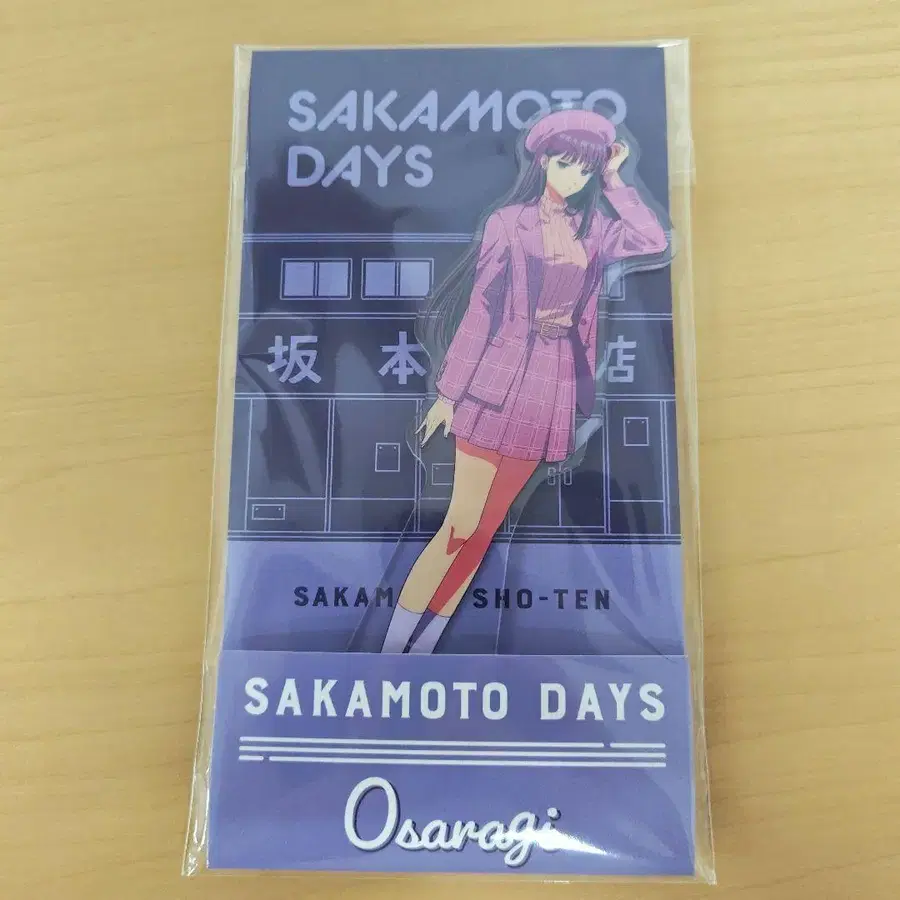 SAKAMOTO
DAYS
坂 本 店
SAKAM SHO-TEN
SAKAMOTO DAYS
Osaragi